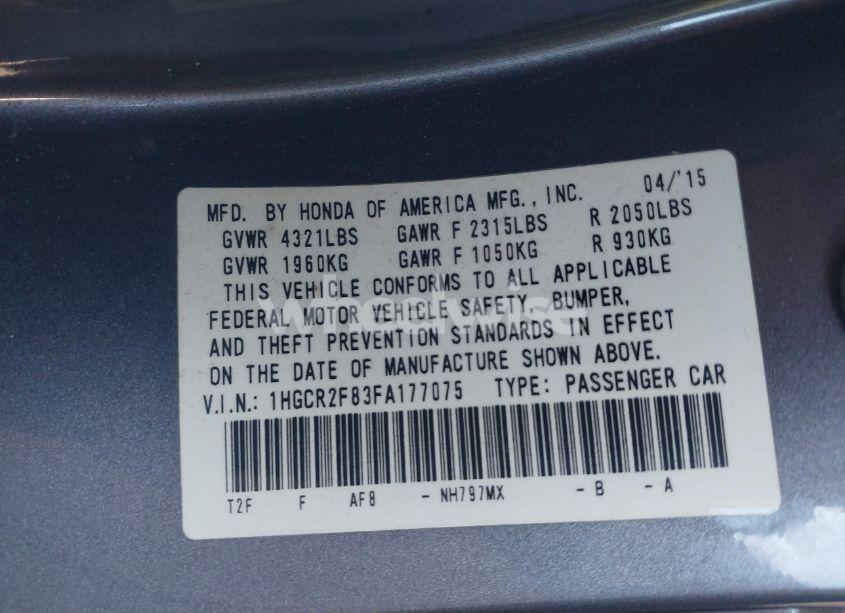 MFD. BY HONDA OF AMERICA MFG., INC. 04/'15
GVWR 4321LBS GAWR F 2315LBS R 2050LBS
GVWR 1960KG GAWR F 1050KG R 930KG
THIS VEHICLE CONFORMS TO ALL APPLICABLE
FEDERAL MOTOR VEHICLE SAFETY, BUMPER,
AND THEFT PREVENTION STANDARDS IN EFFECT
ON THE DATE OF MANUFACTURE SHOWN ABOVE.
V.I.N.: 1HGCR2F83FA177075 TYPE: PASSENGER CAR
T2F F AF8 - NH797MX - B - A
wheelwise